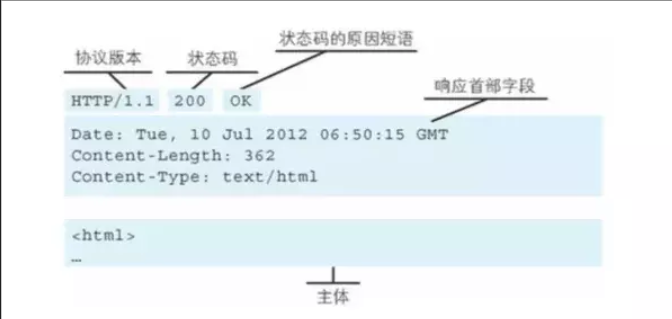 状态码的原因短语
协议版本 状态码
HTTP/1.1 200 OK
响应首部字段
Date: Tue, 10 Jul 2012 06:50:15 GMT
Content-Length: 362
Content-Type: text/html
<html>
…
主体